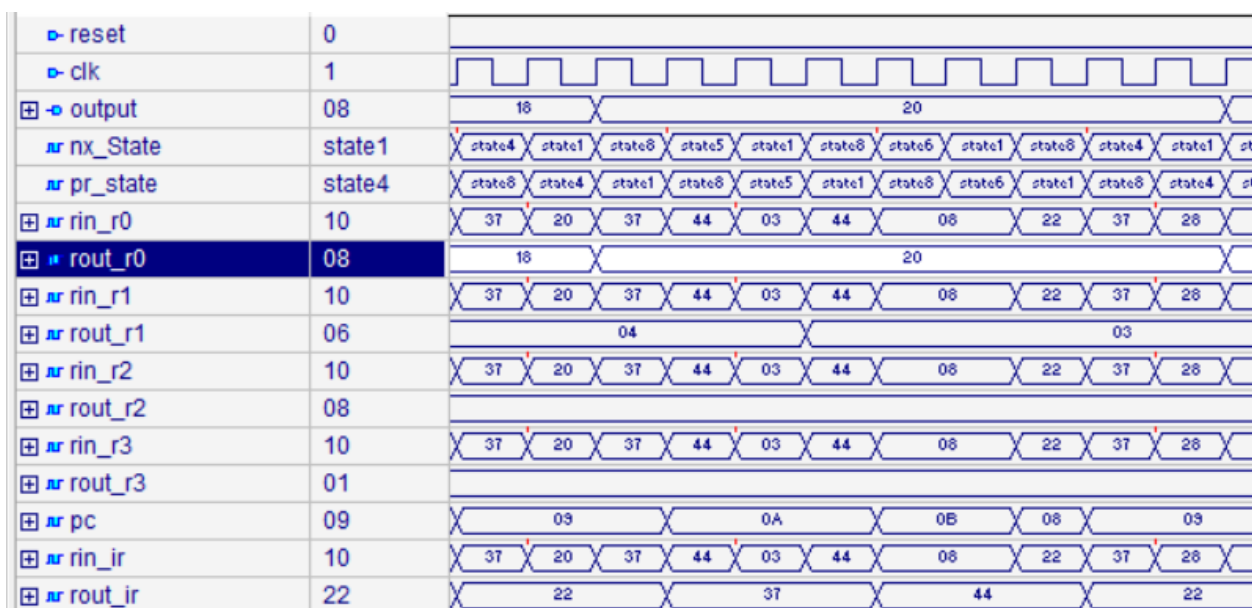 reset 0
clk 1
output 08 18 20
nx_State state1 state4 state1 state8 state5 state1 state8 state6 state1 state8 state4 state1 st
pr_state state4 state8 state4 state1 state8 state5 state1 state8 state6 state1 state8 state4 st
rin_r0 10 37 20 37 44 03 44 08 22 37 28
rout_r0 08 18 20
rin_r1 10 37 20 37 44 03 44 08 22 37 28
rout_r1 06 04 03
rin_r2 10 37 20 37 44 03 44 08 22 37 28
rout_r2 08
rin_r3 10 37 20 37 44 03 44 08 22 37 28
rout_r3 01
pc 09 09 0A 0B 08 09
rin_ir 10 37 20 37 44 03 44 08 22 37 28
rout_ir 22 22 37 44 22